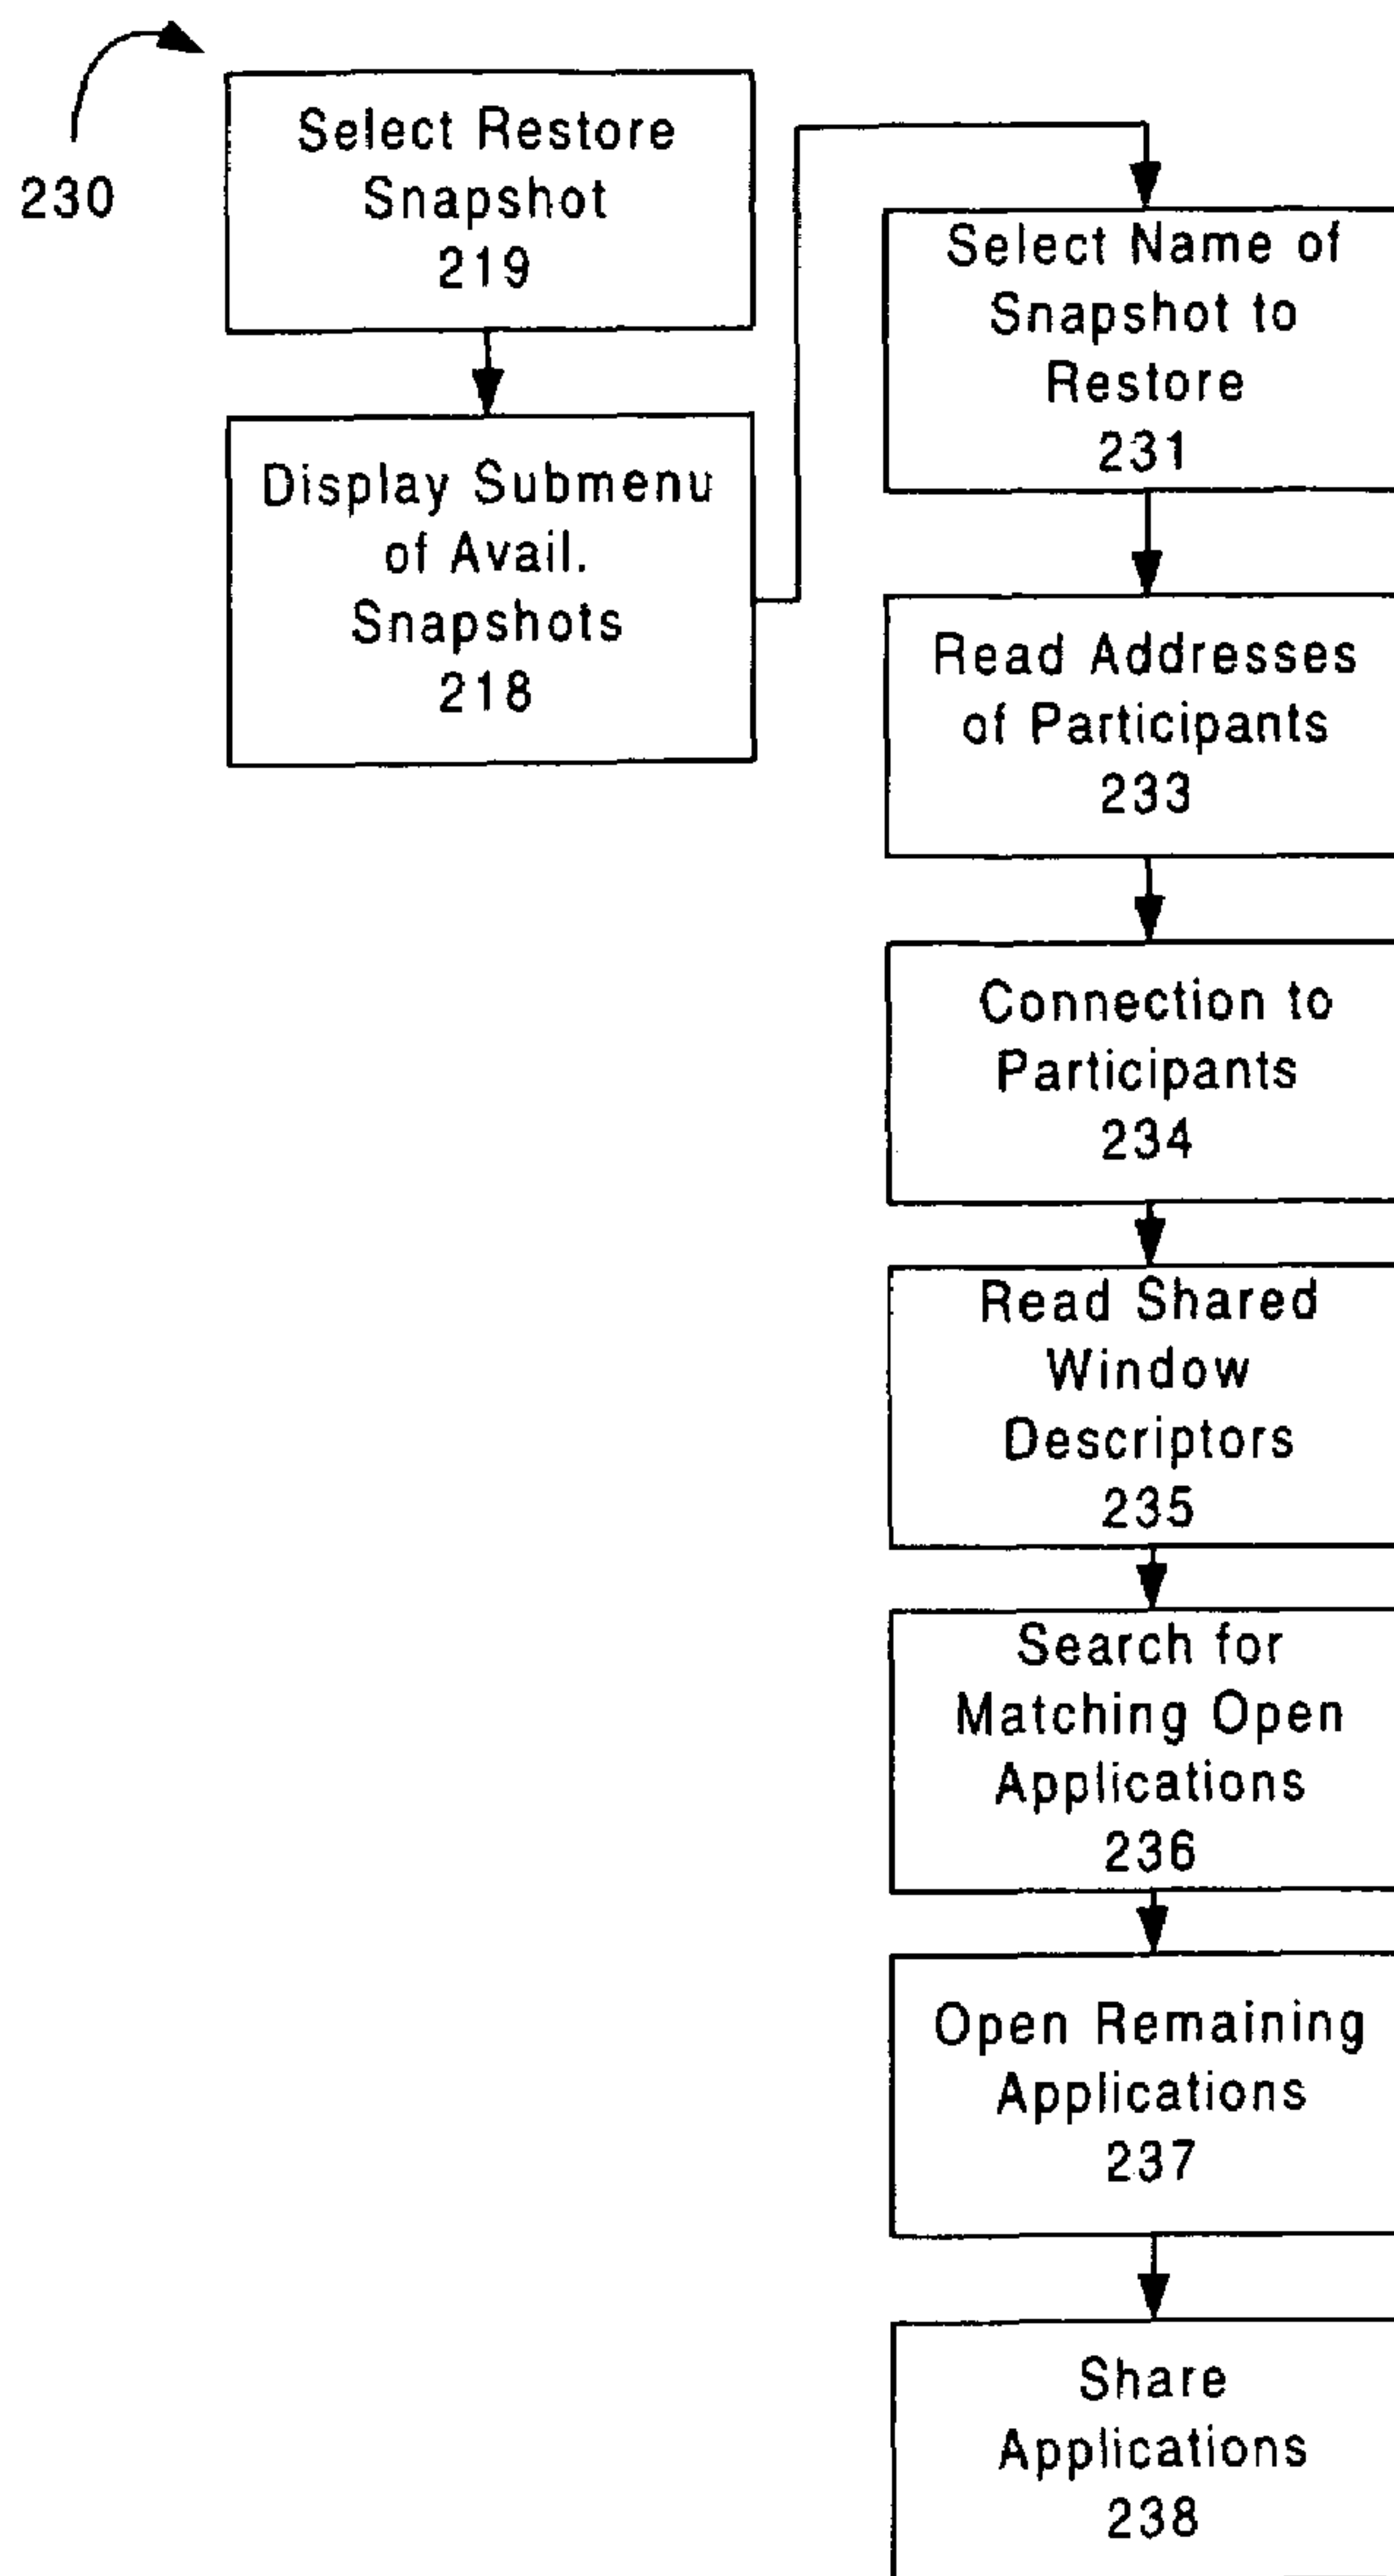 230
Select Restore
Snapshot
219
Display Submenu
of Avail.
Snapshots
218
Select Name of
Snapshot to
Restore
231
Read Addresses
of Participants
233
Connection to
Participants
234
Read Shared
Window
Descriptors
235
Search for
Matching Open
Applications
236
Open Remaining
Applications
237
Share
Applications
238